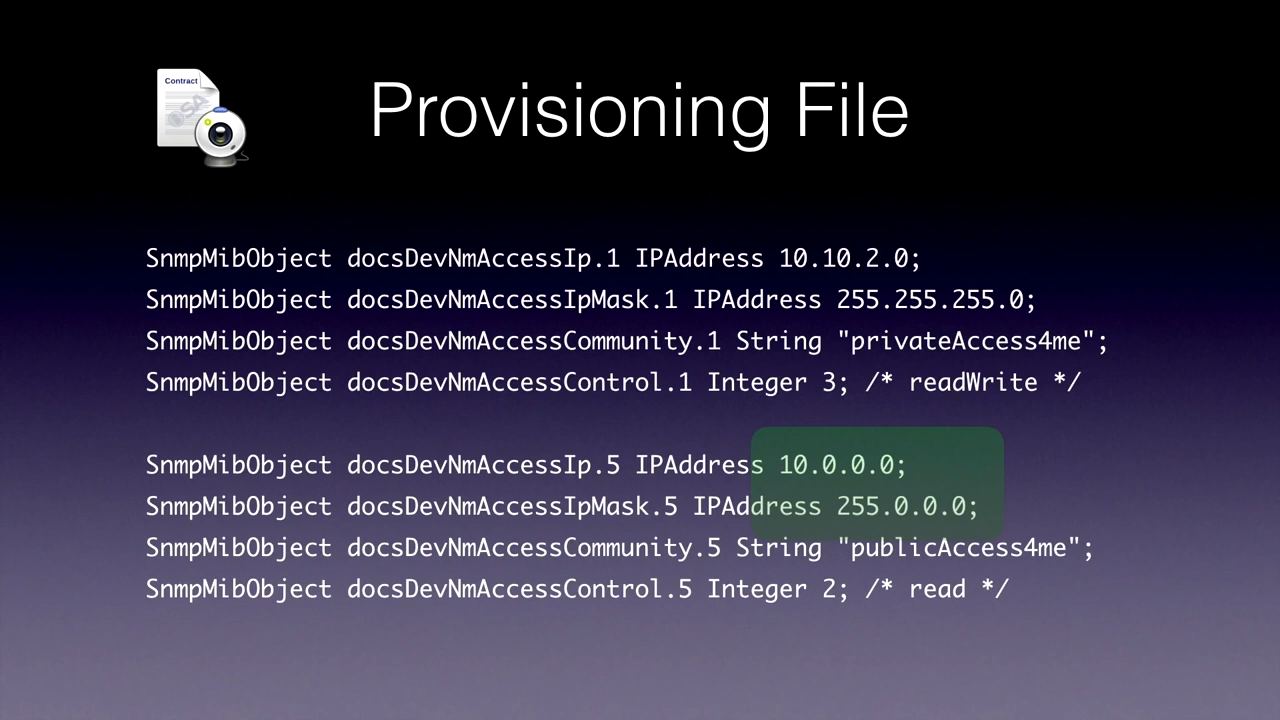 Contract
Provisioning File
SnmpMibObject docsDevNmAccessIp.1 IPAddress 10.10.2.0;
SnmpMibObject docsDevNmAccessIpMask.1 IPAddress 255.255.255.0;
SnmpMibObject docsDevNmAccessCommunity.1 String "privateAccess4me";
SnmpMibObject docsDevNmAccessControl.1 Integer 3; /* readWrite */
SnmpMibObject docsDevNmAccessIp.5 IPAddress 10.0.0.0;
SnmpMibObject docsDevNmAccessIpMask.5 IPAddress 255.0.0.0;
SnmpMibObject docsDevNmAccessCommunity.5 String "publicAccess4me";
SnmpMibObject docsDevNmAccessControl.5 Integer 2; /* read */